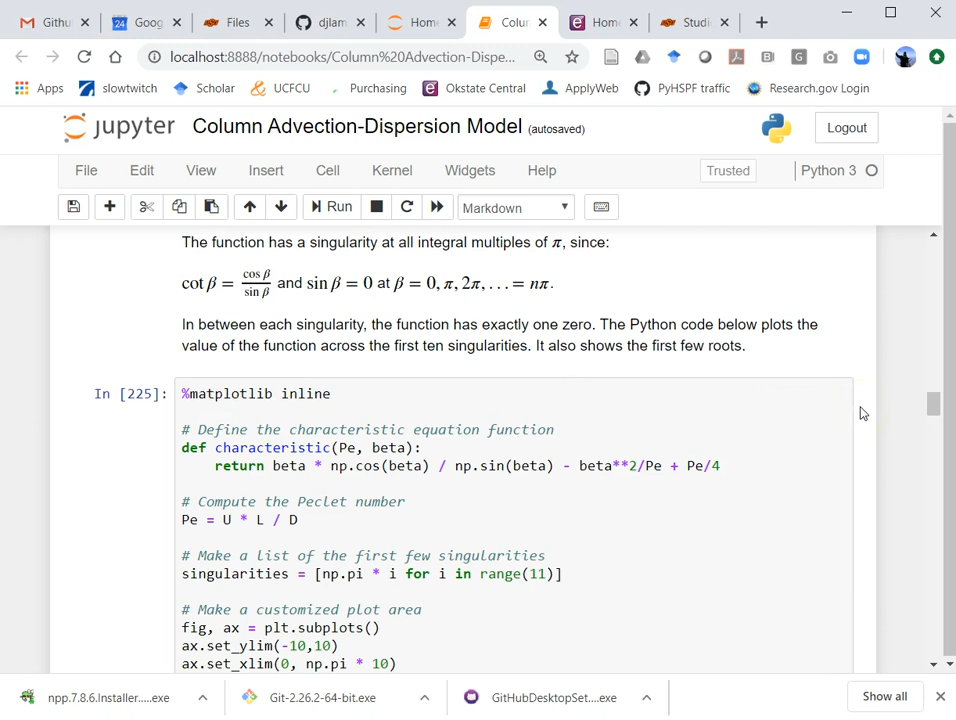 Githu
24
Goog
Files
djlam
Home
Colur
Home
Studi
localhost:8888/notebooks/Column%20Advection-Dispe...
Apps
slowtwitch
Scholar
UCFCU
Purchasing
Okstate Central
ApplyWeb
PyHSPF traffic
Research.gov Login
jupyter
Column Advection-Dispersion Model (autosaved)
Logout
File
Edit
View
Insert
Cell
Kernel
Widgets
Help
Trusted
Python 3
Run
Markdown
The function has a singularity at all integral multiples of π, since:
cot β = cos β / sin β and sin β = 0 at β = 0, π, 2π, . . . = nπ.
In between each singularity, the function has exactly one zero. The Python code below plots the
value of the function across the first ten singularities. It also shows the first few roots.
In [225]:
%matplotlib inline
# Define the characteristic equation function
def characteristic(Pe, beta):
return beta * np.cos(beta) / np.sin(beta) - beta**2/Pe + Pe/4
# Compute the Peclet number
Pe = U * L / D
# Make a list of the first few singularities
singularities = [np.pi * i for i in range(11)]
# Make a customized plot area
fig, ax = plt.subplots()
ax.set_ylim(-10,10)
ax.set_xlim(0, np.pi * 10)
npp.7.8.6.Installer.....exe
Git-2.26.2-64-bit.exe
GitHubDesktopSet....exe
Show all